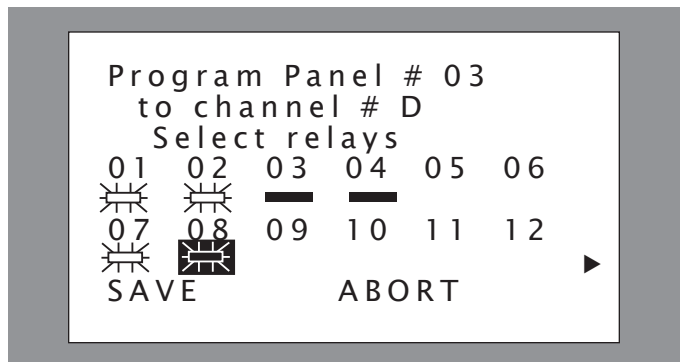 Program Panel # 03
to channel # D
Select relays
01 02 03 04 05 06
07 08 09 10 11 12
SAVE ABORT